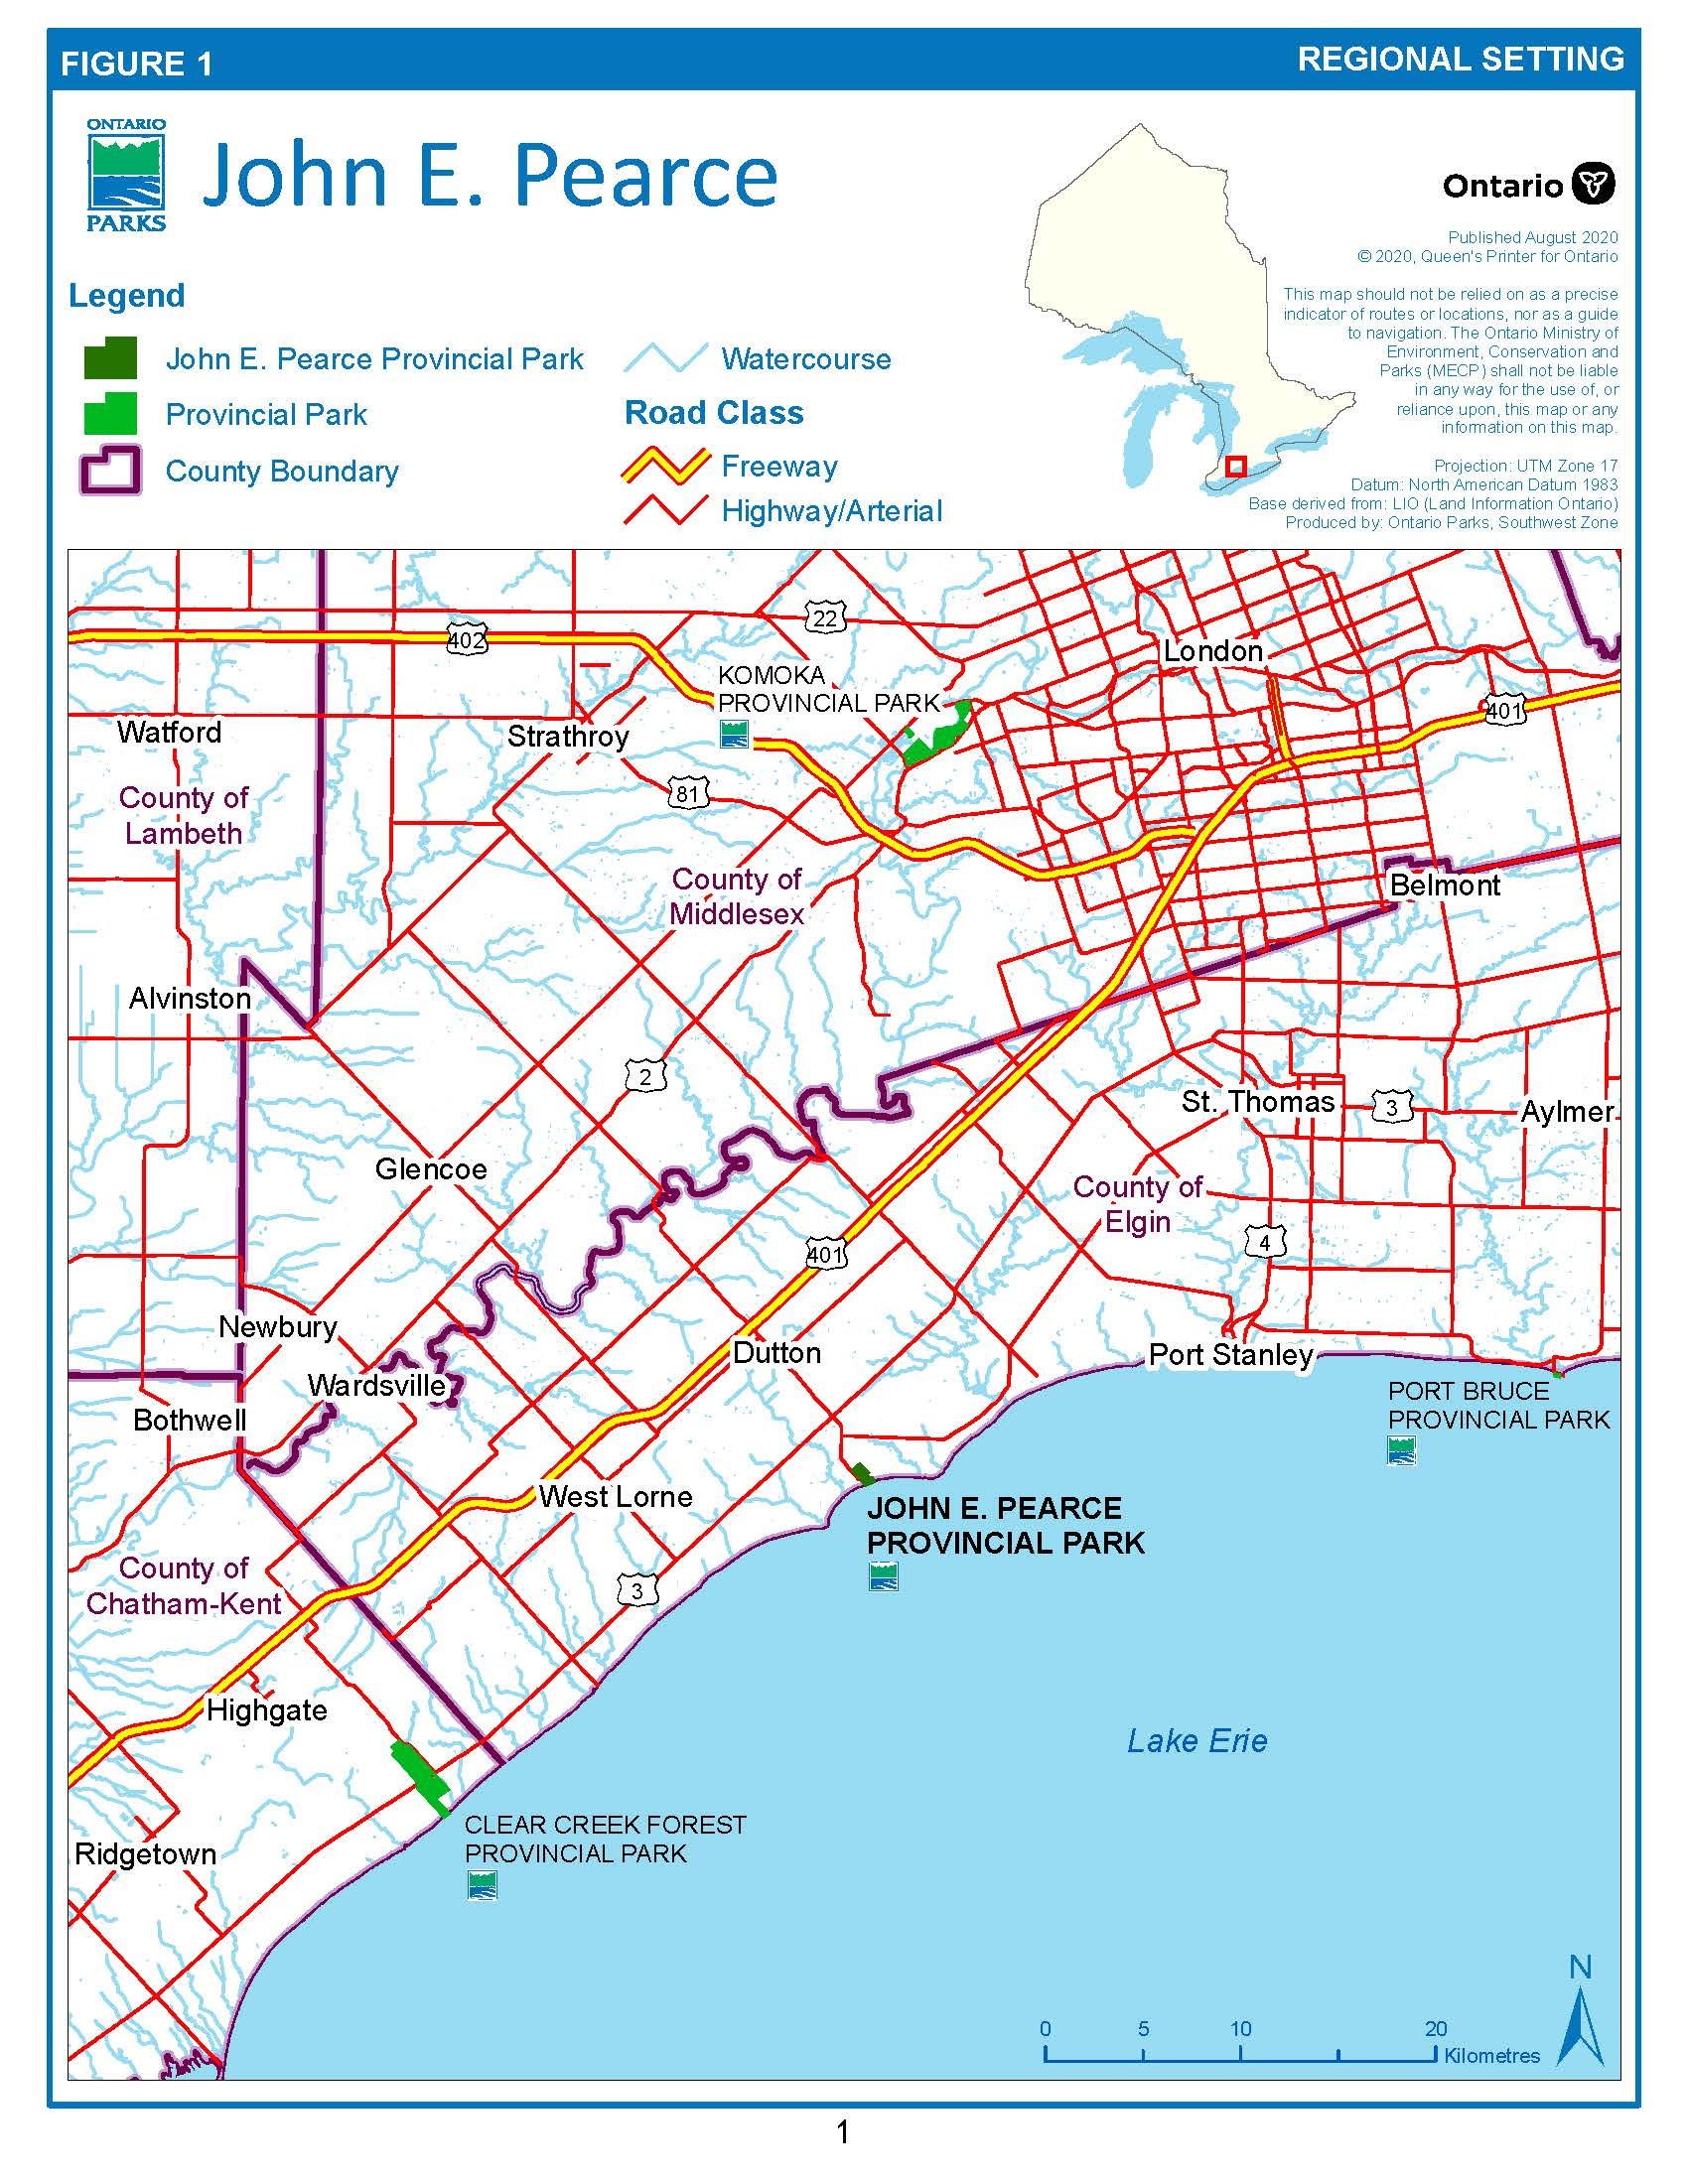 FIGURE 1
REGIONAL SETTING
ONTARIO
PARKS
John E. Pearce
Ontario
Published August 2020
© 2020, Queen's Printer for Ontario
This map should not be relied on as a precise
indicator of routes or locations, nor as a guide
to navigation. The Ontario Ministry of
Environment, Conservation and
Parks (MECP) shall not be liable
in any way for the use of, or
reliance upon, this map or any
information on this map.
Projection: UTM Zone 17
Datum: North American Datum 1983
Base derived from: LIO (Land Information Ontario)
Produced by: Ontario Parks, Southwest Zone
Legend
John E. Pearce Provincial Park
Provincial Park
County Boundary
Watercourse
Road Class
Freeway
Highway/Arterial
22
402
London
KOMOKA
PROVINCIAL PARK
401
Watford
Strathroy
81
County of
Lambeth
County of
Middlesex
Belmont
Alvinston
2
St. Thomas
3
Aylmer
Glencoe
County of
Elgin
4
401
Newbury
Dutton
Port Stanley
Wardsville
PORT BRUCE
PROVINCIAL PARK
Bothwell
West Lorne
JOHN E. PEARCE
PROVINCIAL PARK
County of
Chatham-Kent
3
Highgate
Lake Erie
CLEAR CREEK FOREST
PROVINCIAL PARK
Ridgetown
N
0 5 10 20
Kilometres
1